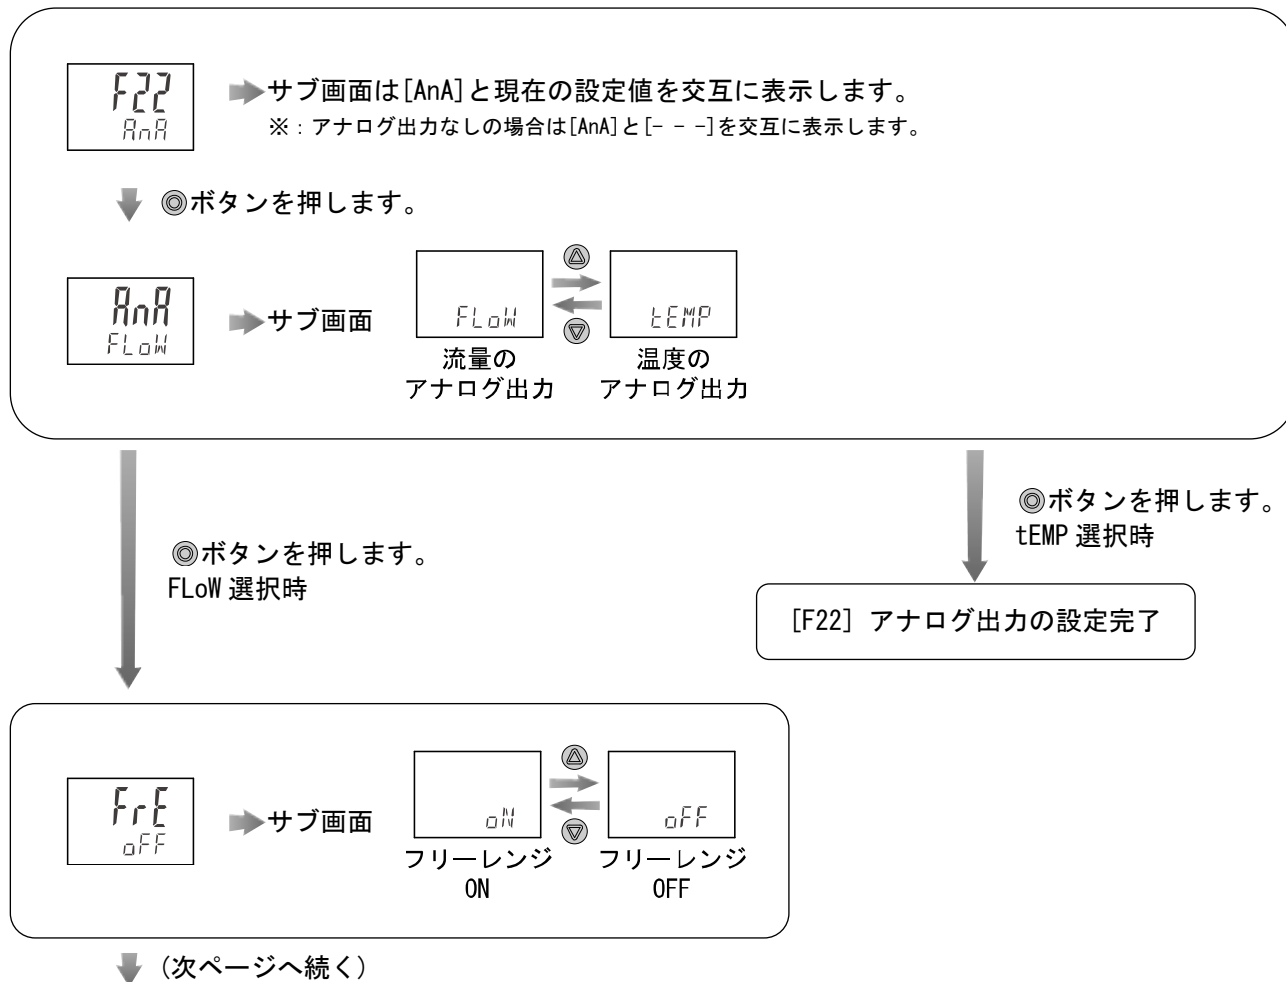 F22
AnA
サブ画面は[AnA]と現在の設定値を交互に表示します。
※：アナログ出力なしの場合は[AnA]と[- - -]を交互に表示します。
◎ボタンを押します。
AnA
FLoW
サブ画面
FLoW
tEMP
流量の
アナログ出力
温度の
アナログ出力
◎ボタンを押します。
FLoW 選択時
◎ボタンを押します。
tEMP 選択時
[F22] アナログ出力の設定完了
FrE
oFF
サブ画面
oN
oFF
フリーレンジ
ON
フリーレンジ
OFF
(次ページへ続く)